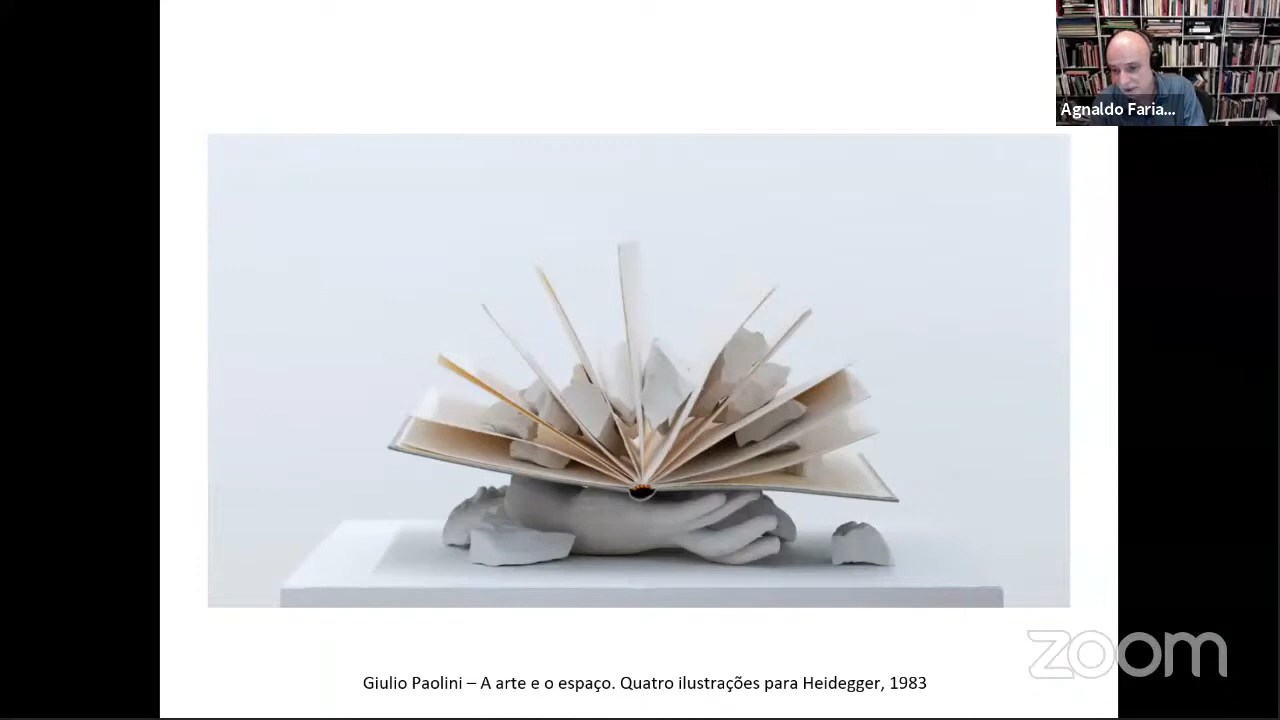 Agnaldo Faria...
Giulio Paolini – A arte e o espaço. Quatro ilustrações para Heidegger, 1983
zoom